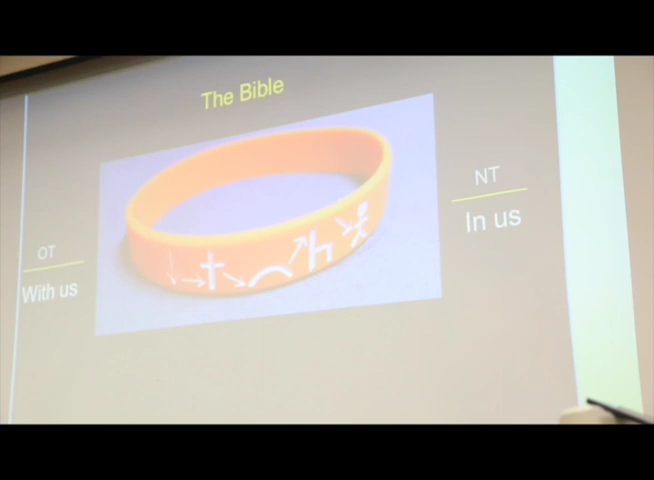 The Bible
OT
With us
NT
In us